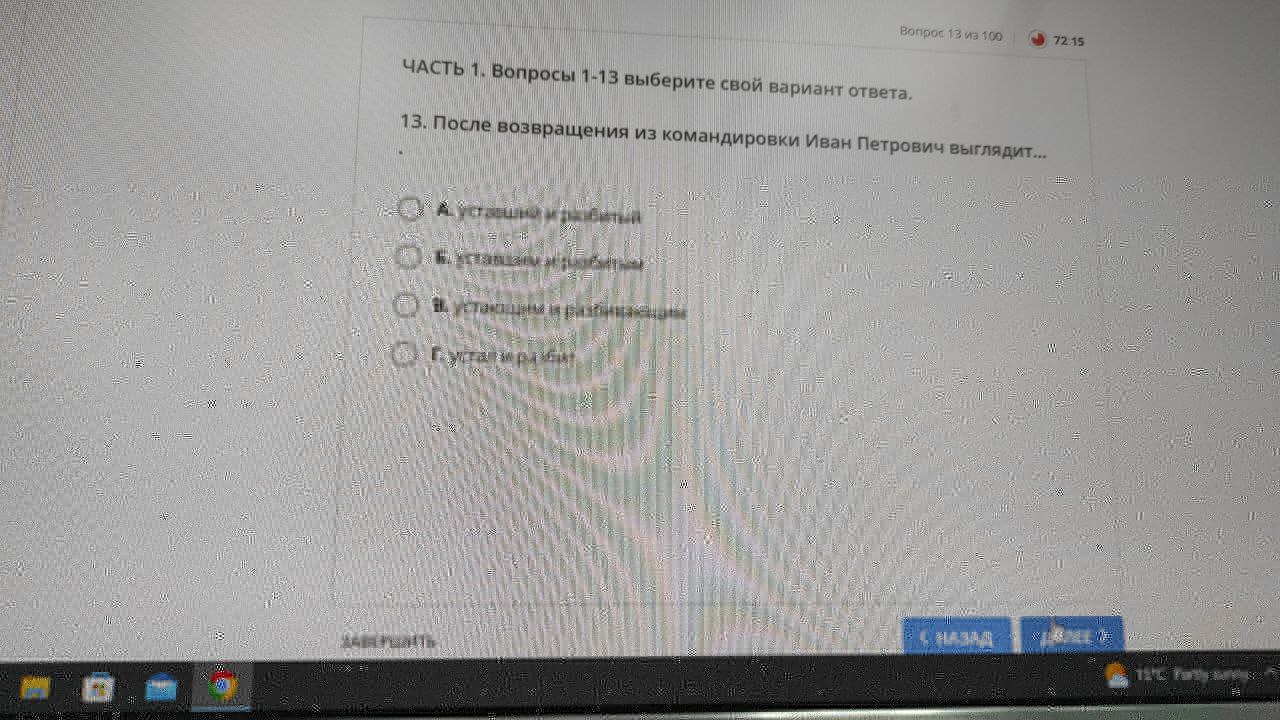 Вопрос 13 из 100
72:15
ЧАСТЬ 1. Вопросы 1-13 выберите свой вариант ответа.
13. После возвращения из командировки Иван Петрович выглядит...
.
А. уставший и разбитый
Б. уставшим и разбитым
В. устающим и разбивающим
Г. устал и разбит
ЗАВЕРШИТЬ
НАЗАД
ДАЛЕЕ
11°C Partly sunny